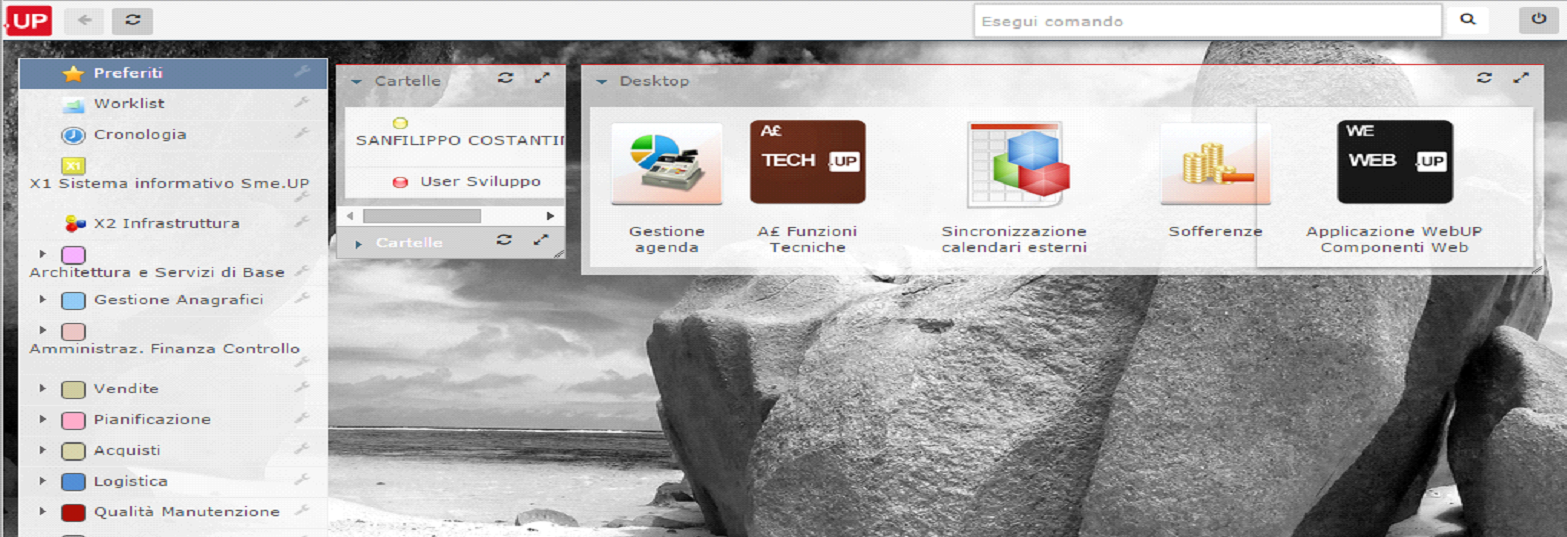 .UP
Esegui comando
Preferiti
Worklist
Cronologia
X1
X1 Sistema informativo Sme.UP
X2 Infrastruttura
Architettura e Servizi di Base
Gestione Anagrafici
Amministraz. Finanza Controllo
Vendite
Pianificazione
Acquisti
Logistica
Qualità Manutenzione
Cartelle
SANFILIPPO COSTANTI
User Sviluppo
Cartelle
Desktop
Gestione
agenda
A£
TECH .UP
A£ Funzioni
Tecniche
Sincronizzazione
calendari esterni
Sofferenze
WE
WEB .UP
Applicazione WebUP
Componenti Web